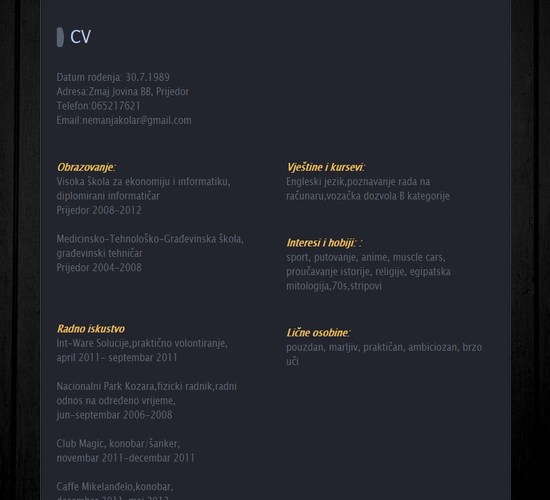 CV
Datum rođenja: 30.7.1989
Adresa:Zmaj Jovina BB, Prijedor
Telefon:065217621
Email:nemanjakolar@gmail.com
Obrazovanje:
Visoka škola za ekonomiju i informatiku,
diplomirani informatičar
Prijedor 2008-2012
Medicinsko-Tehnološko-Građevinska škola,
građevinski tehničar
Prijedor 2004-2008
Radno iskustvo
Int-Ware Solucije,praktično volontiranje,
april 2011- septembar 2011
Nacionalni Park Kozara,fizicki radnik,radni
odnos na određeno vrijeme,
jun-septembar 2006-2008
Club Magic, konobar/šanker,
novembar 2011-decembar 2011
Caffe Mikelanđelo,konobar,
decembar 2011-maj 2012
Vještine i kursevi:
Engleski jezik,poznavanje rada na
računaru,vozačka dozvola B kategorije
Interesi i hobiji: :
sport, putovanje, anime, muscle cars,
proučavanje istorije, religije, egipatska
mitologija,70s,stripovi
Lične osobine:
pouzdan, marljiv, praktičan, ambiciozan, brzo
uči